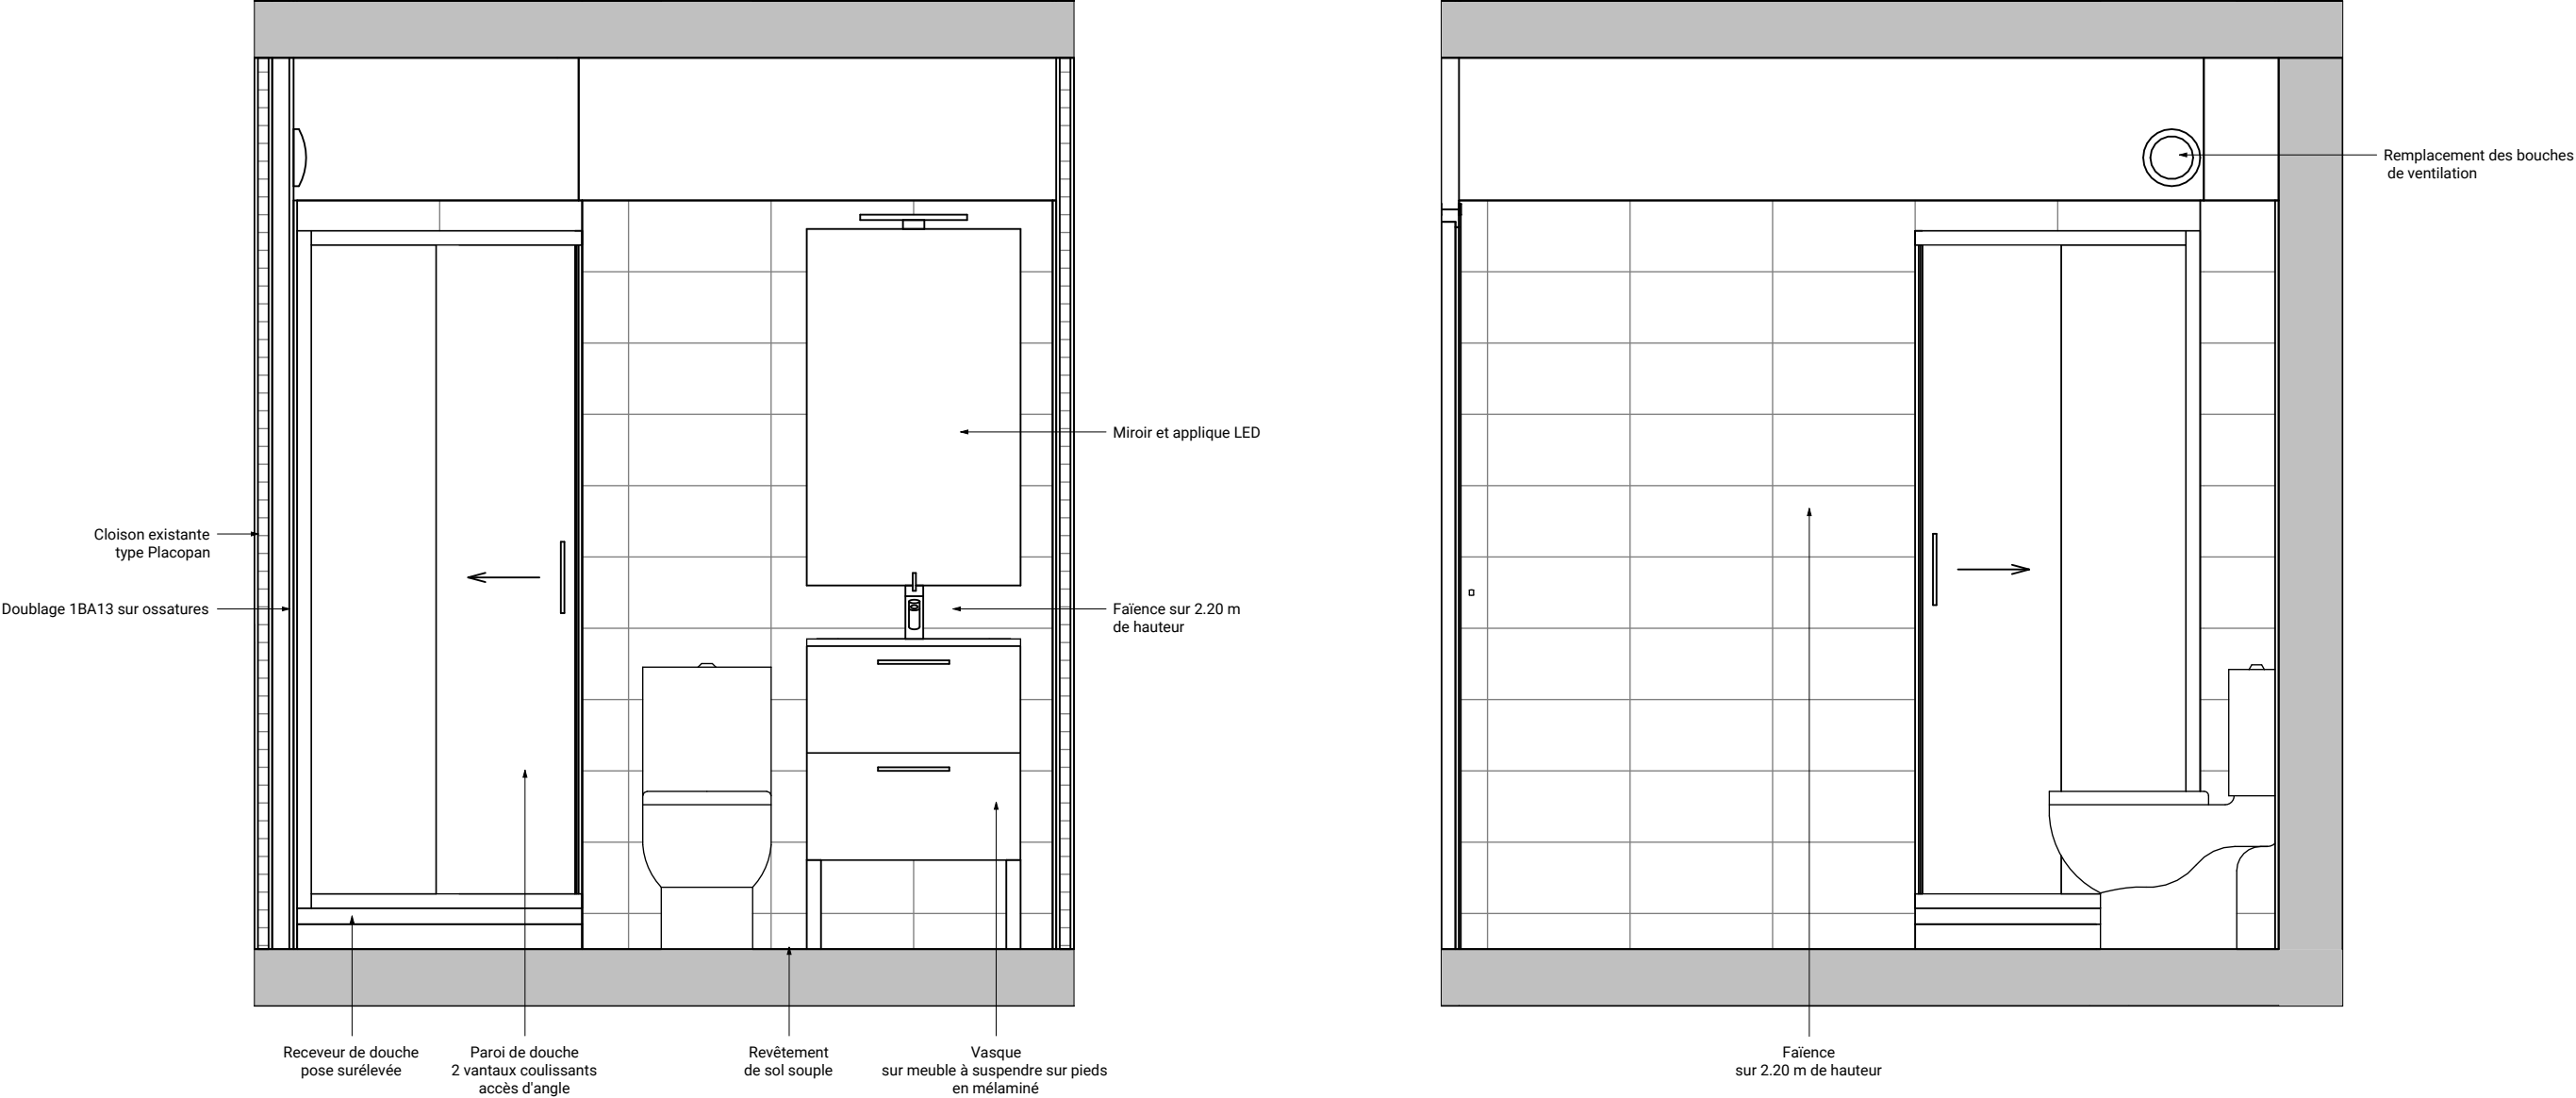 Remplacement des bouches
de ventilation
Miroir et applique LED
Cloison existante
type Placopan
Doublage 1BA13 sur ossatures
Faïence sur 2.20 m
de hauteur
Receveur de douche
pose surélevée
Paroi de douche
2 vantaux coulissants
accès d'angle
Revêtement
de sol souple
Vasque
sur meuble à suspendre sur pieds
en mélaminé
Faïence
sur 2.20 m de hauteur